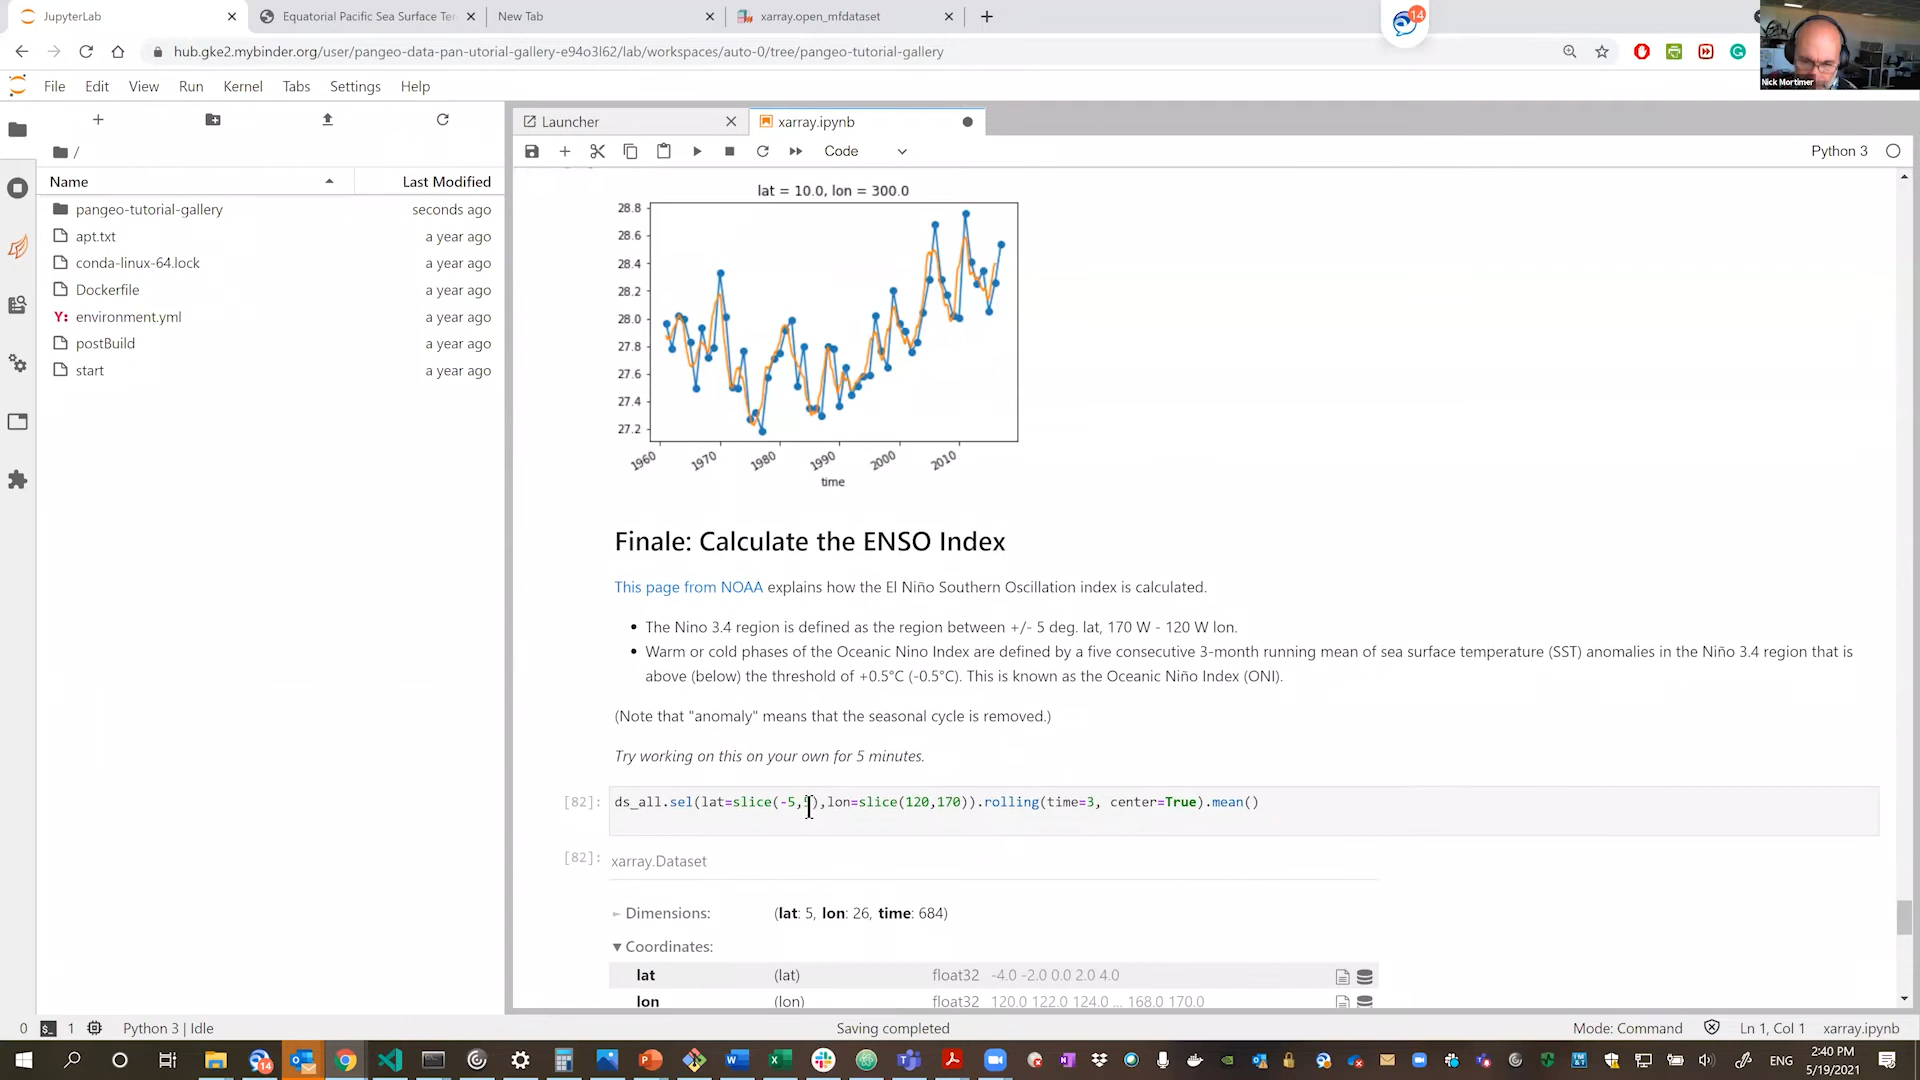 JupyterLab
Equatorial Pacific Sea Surface Te
New Tab
xarray.open_mfdataset
14
hub.gke2.mybinder.org/user/pangeo-data-pan-utorial-gallery-e94o3l62/lab/workspaces/auto-0/tree/pangeo-tutorial-gallery
Nick Mortimer
File Edit View Run Kernel Tabs Settings Help
Launcher
xarray.ipynb
/
Code
Python 3
Name
Last Modified
pangeo-tutorial-gallery seconds ago
apt.txt a year ago
conda-linux-64.lock a year ago
Dockerfile a year ago
Y: environment.yml a year ago
postBuild a year ago
start a year ago
lat = 10.0, lon = 300.0
28.8
28.6
28.4
28.2
28.0
27.8
27.6
27.4
27.2
1960 1970 1980 1990 2000 2010
time
Finale: Calculate the ENSO Index
This page from NOAA explains how the El Niño Southern Oscillation index is calculated.
• The Nino 3.4 region is defined as the region between +/- 5 deg. lat, 170 W - 120 W lon.
• Warm or cold phases of the Oceanic Nino Index are defined by a five consecutive 3-month running mean of sea surface temperature (SST) anomalies in the Niño 3.4 region that is
above (below) the threshold of +0.5°C (-0.5°C). This is known as the Oceanic Niño Index (ONI).
(Note that "anomaly" means that the seasonal cycle is removed.)
Try working on this on your own for 5 minutes.
[82]: ds_all.sel(lat=slice(-5,5),lon=slice(120,170)).rolling(time=3, center=True).mean()
[82]: xarray.Dataset
Dimensions: (lat: 5, lon: 26, time: 684)
Coordinates:
lat (lat) float32 -4.0 -2.0 0.0 2.0 4.0
lon (lon) float32 120.0 122.0 124.0 ... 168.0 170.0
0 1 Python 3 | Idle
Saving completed
Mode: Command
Ln 1, Col 1
xarray.ipynb
14
ENG
2:40 PM
5/19/2021